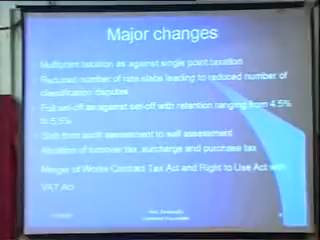 Major changes
Multipoint taxation as against single point taxation
Reduced number of rate slabs leading to reduced number of
classification disputes
Full set-off as against set-off with retention ranging from 4.5%
to 5.5%
Shift from audit assessment to self assessment
Abolition of turnover tax, surcharge and purchase tax
Merger of Works Contract Tax Act and Right to Use Act with
VAT Act